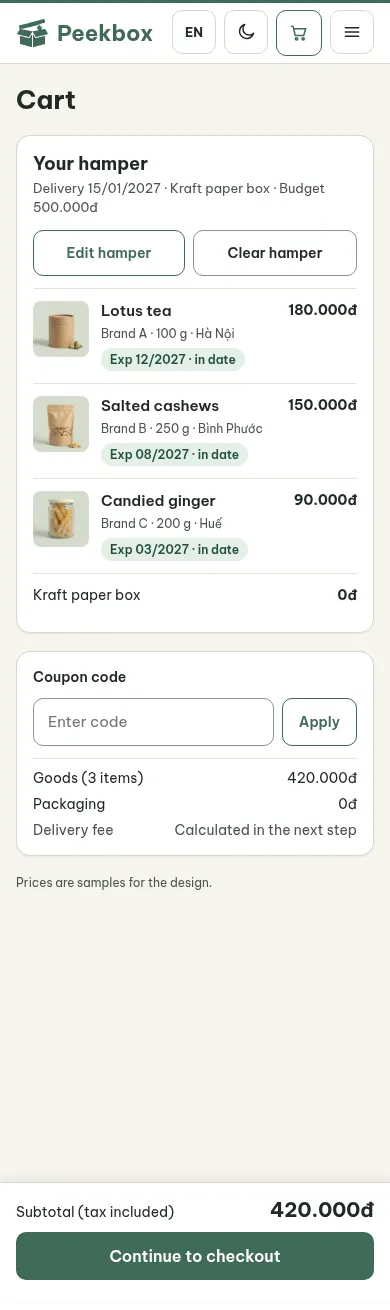 Peekbox
EN
Cart
Your hamper
Delivery 15/01/2027 · Kraft paper box · Budget
500.000đ
Edit hamper
Clear hamper
Lotus tea 180.000đ
Brand A · 100 g · Hà Nội
Exp 12/2027 · in date
Salted cashews 150.000đ
Brand B · 250 g · Bình Phước
Exp 08/2027 · in date
Candied ginger 90.000đ
Brand C · 200 g · Huế
Exp 03/2027 · in date
Kraft paper box 0đ
Coupon code
Enter code
Apply
Goods (3 items) 420.000đ
Packaging 0đ
Delivery fee Calculated in the next step
Prices are samples for the design.
Subtotal (tax included) 420.000đ
Continue to checkout